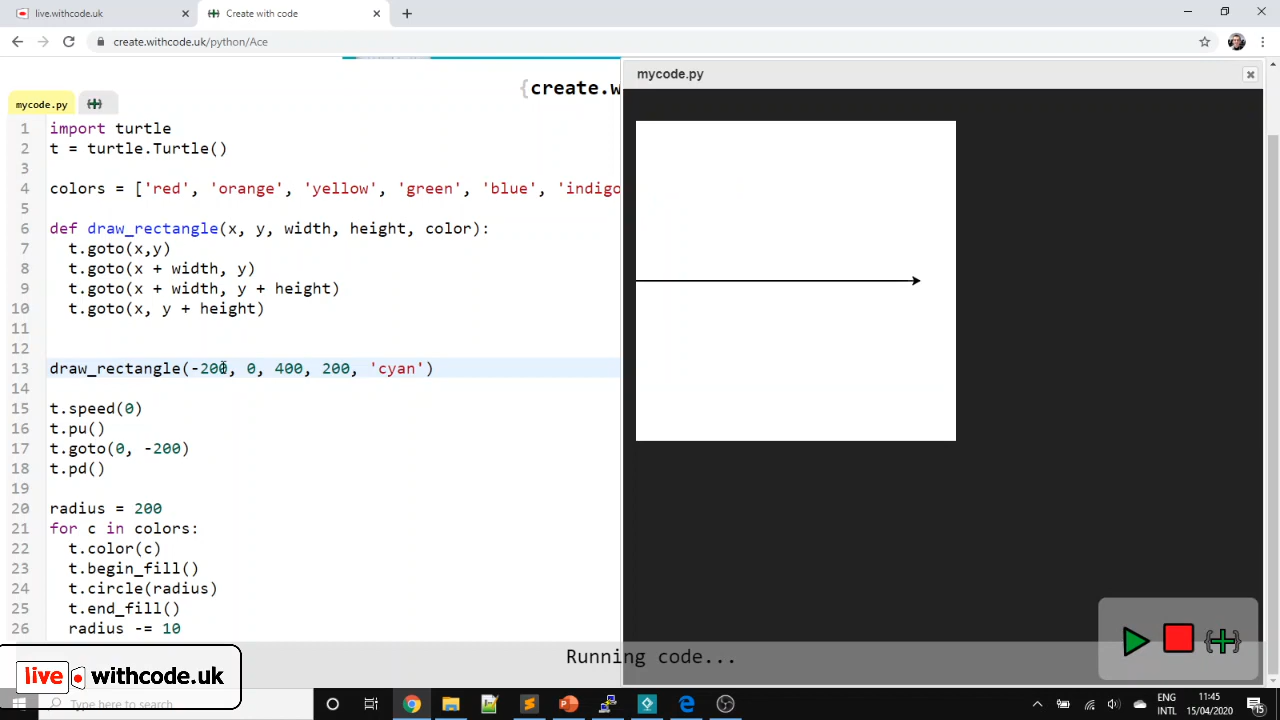 live.withcode.uk
Create with code
create.withcode.uk/python/Ace
{create.w
mycode.py
mycode.py
1 import turtle
2 t = turtle.Turtle()
3
4 colors = ['red', 'orange', 'yellow', 'green', 'blue', 'indigo
5
6 def draw_rectangle(x, y, width, height, color):
7 t.goto(x,y)
8 t.goto(x + width, y)
9 t.goto(x + width, y + height)
10 t.goto(x, y + height)
11
12
13 draw_rectangle(-200, 0, 400, 200, 'cyan')
14
15 t.speed(0)
16 t.pu()
17 t.goto(0, -200)
18 t.pd()
19
20 radius = 200
21 for c in colors:
22 t.color(c)
23 t.begin_fill()
24 t.circle(radius)
25 t.end_fill()
26 radius -= 10
Running code...
live withcode.uk
Type here to search
ENG
INTL
11:45
15/04/2020
15